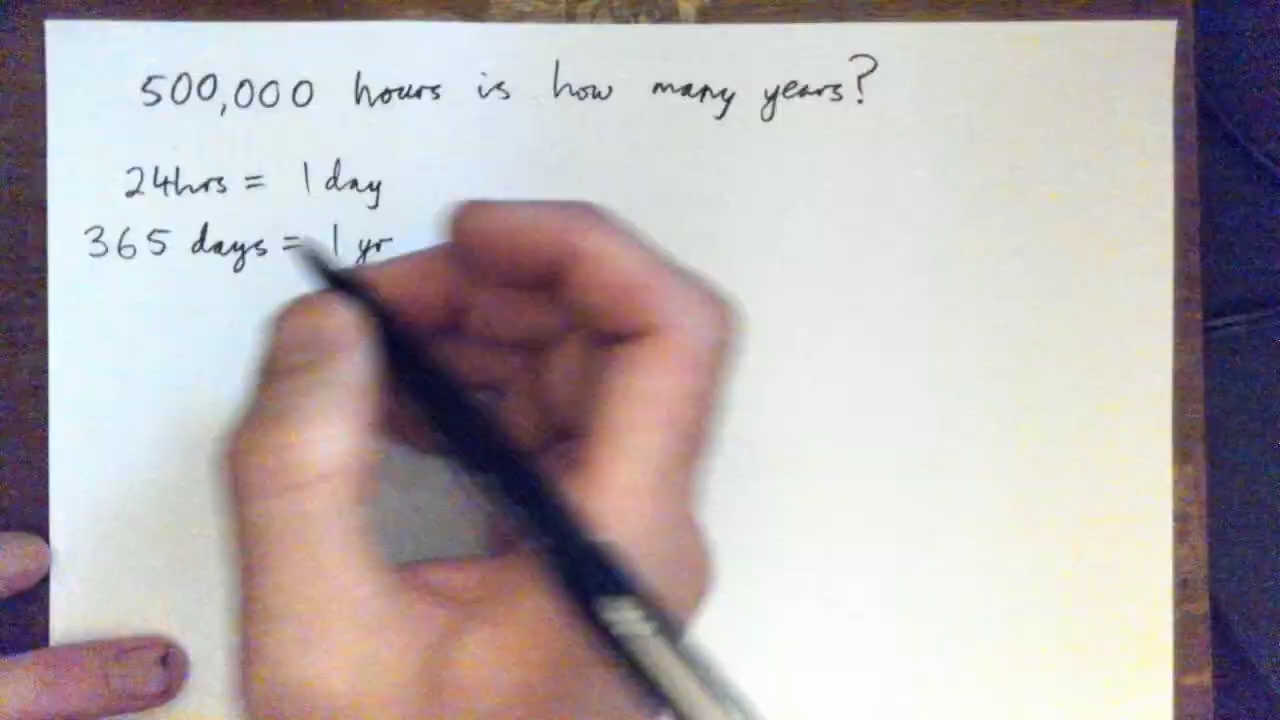 500,000 hours is how many years?
24hrs = 1 day
365 days = 1 yr